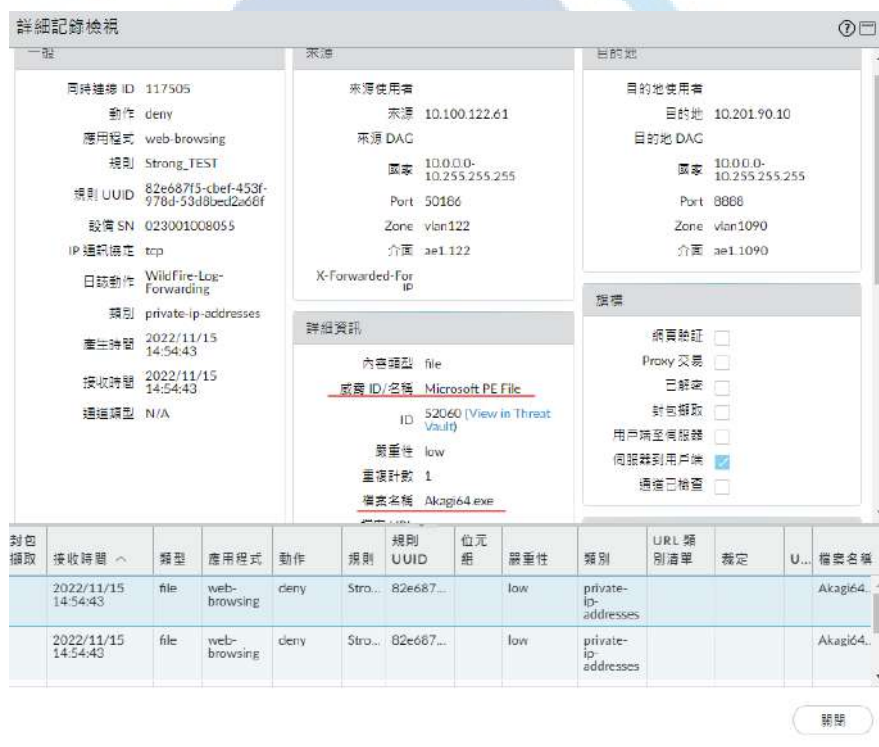 詳細記錄檢視
一般
同時連線 ID 117505
動作 deny
應用程式 web-browsing
規則 Strong_TEST
規則 UUID 82e687f5-cbef-453f-
978d-53d8bed2a68f
設備 SN 023001008055
IP 通訊協定 tcp
日誌動作 WildFire-Log-
Forwarding
類別 private-ip-addresses
產生時間 2022/11/15
14:54:43
接收時間 2022/11/15
14:54:43
通道類型 N/A
來源
來源使用者
來源 10.100.122.61
來源 DAG
國家 10.0.0.0-
10.255.255.255
Port 50186
Zone vlan122
介面 ae1.122
X-Forwarded-For
IP
詳細資訊
內容類型 file
威脅 ID/名稱 Microsoft PE File
ID 52060 (View in Threat
Vault)
嚴重性 low
重複計數 1
檔案名稱 Akagi64.exe
目的地
目的地使用者
目的地 10.201.90.10
目的地 DAG
國家 10.0.0.0-
10.255.255.255
Port 8888
Zone vlan1090
介面 ae1.1090
旗標
網頁驗証
Proxy 交易
已解密
封包擷取
用戶端至伺服器
伺服器到用戶端
通道已檢查
封包
擷取 接收時間 類型 應用程式 動作 規則 規則
UUID 位元
組 嚴重性 類別 URL 類
別清單 裁定 U... 檔案名稱
2022/11/15
14:54:43 file web-
browsing deny Stro... 82e687... low private-
ip-
addresses Akagi64..
2022/11/15
14:54:43 file web-
browsing deny Stro... 82e687... low private-
ip-
addresses Akagi64..
關閉